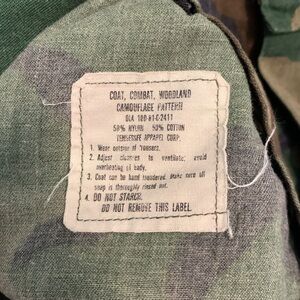 COAT, COMBAT, WOODLAND
CAMOUFLAGE PATTERN
DLA 100-81-C-2411
50% NYLON 50% COTTON
APPAREL CORP.
1. Wear outside of trousers.
2. Adjust closures to ventilate; avoid
overheating of body.
3. Coat can be hand laundered. Make sure all
soap is thoroughly rinsed out.
4. DO NOT STARCH.
DO NOT REMOVE THIS LABEL.